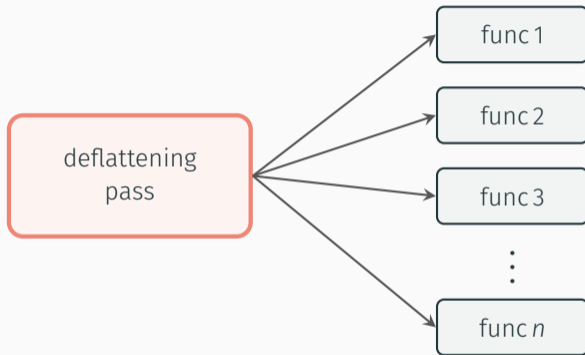 deflattening
pass
func 1
func 2
func 3
⋮
func n